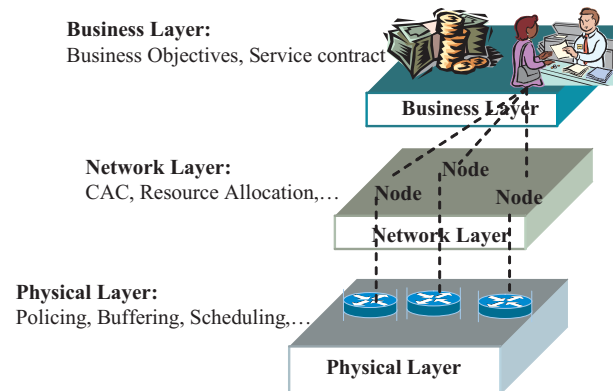 Business Layer:
Business Objectives, Service contract
Business Layer
Network Layer:
CAC, Resource Allocation,…
Node
Node
Node
Network Layer
Physical Layer:
Policing, Buffering, Scheduling,…
Physical Layer